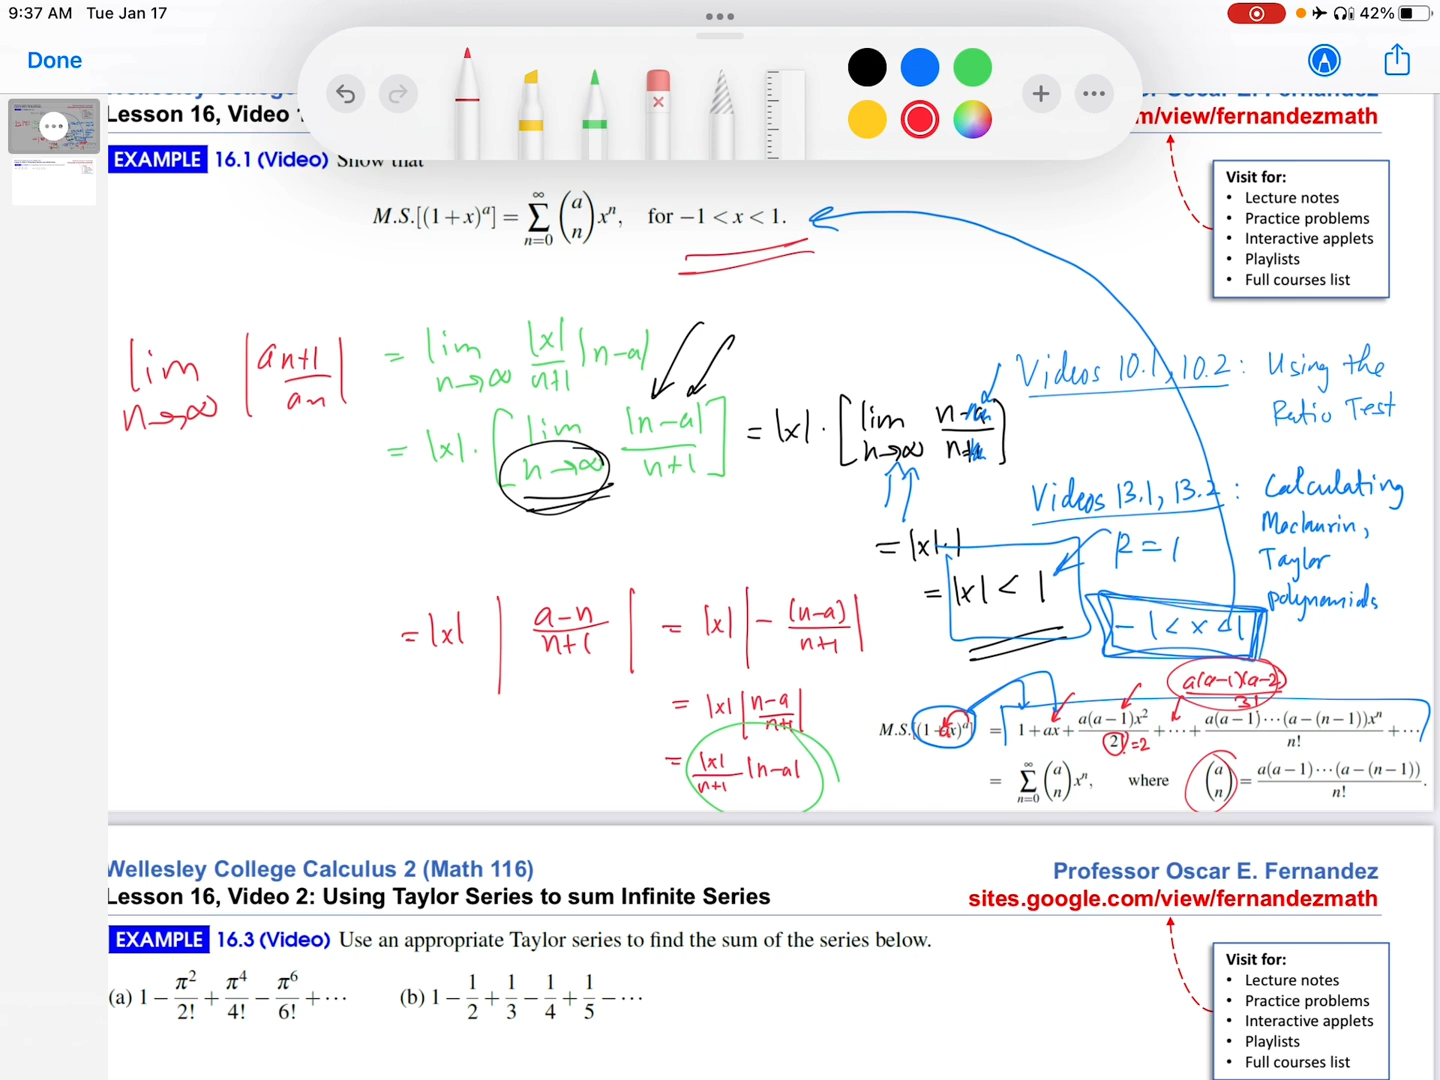 9:37 AM Tue Jan 17
42%
Done
Lesson 16, Video
m/view/fernandezmath
EXAMPLE 16.1 (Video) Show that
M.S.[(1+x)^a] = ∑_{n=0}^{∞} (a n) x^n, for −1 < x < 1.
Visit for:
• Lecture notes
• Practice problems
• Interactive applets
• Playlists
• Full courses list
lim n→∞ |a_{n+1}/a_n| = lim n→∞ |x|/(n+1) |n−a|
= |x|·[lim n→∞ |n−a|/(n+1)] = |x|·[lim n→∞
= |x|·1
= |x| < 1
R = 1
−1 < x < 1
Videos 10.1, 10.2 : Using the
Ratio Test
Videos 13.1, 13.2 : Calculating
Maclaurin,
Taylor
polynomials
= |x| |(a−n)/(n+1)| = |x| |−(n−a)/(n+1)|
= |x| |(n−a)/(n+1)|
= |x|/(n+1) |n−a|
a(a−1)(a−2)/3!
M.S.[(1+x)^a] = 1 + ax + a(a−1)x²/2! + ⋯ + a(a−1)⋯(a−(n−1))x^n/n! + ⋯
=2
= ∑_{n=0}^{∞} (a n) x^n, where (a n) = a(a−1)⋯(a−(n−1))/n!.
Wellesley College Calculus 2 (Math 116)
Professor Oscar E. Fernandez
Lesson 16, Video 2: Using Taylor Series to sum Infinite Series
sites.google.com/view/fernandezmath
EXAMPLE 16.3 (Video) Use an appropriate Taylor series to find the sum of the series below.
(a) 1 − π²/2! + π⁴/4! − π⁶/6! + ⋯ (b) 1 − 1/2 + 1/3 − 1/4 + 1/5 − ⋯
Visit for:
• Lecture notes
• Practice problems
• Interactive applets
• Playlists
• Full courses list